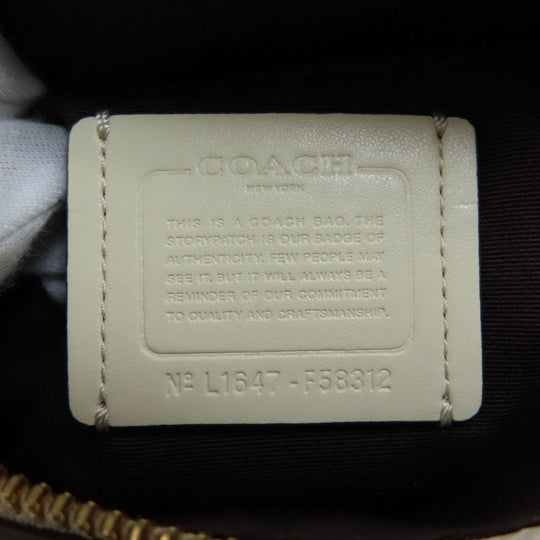 COACH
NEW YORK
THIS IS A COACH BAG. THE
STORYPATCH IS OUR BADGE OF
AUTHENTICITY. FEW PEOPLE MAY
SEE IT, BUT IT WILL ALWAYS BE A
REMINDER OF OUR COMMITMENT
TO QUALITY AND CRAFTSMANSHIP.
Nº L1647-F58312